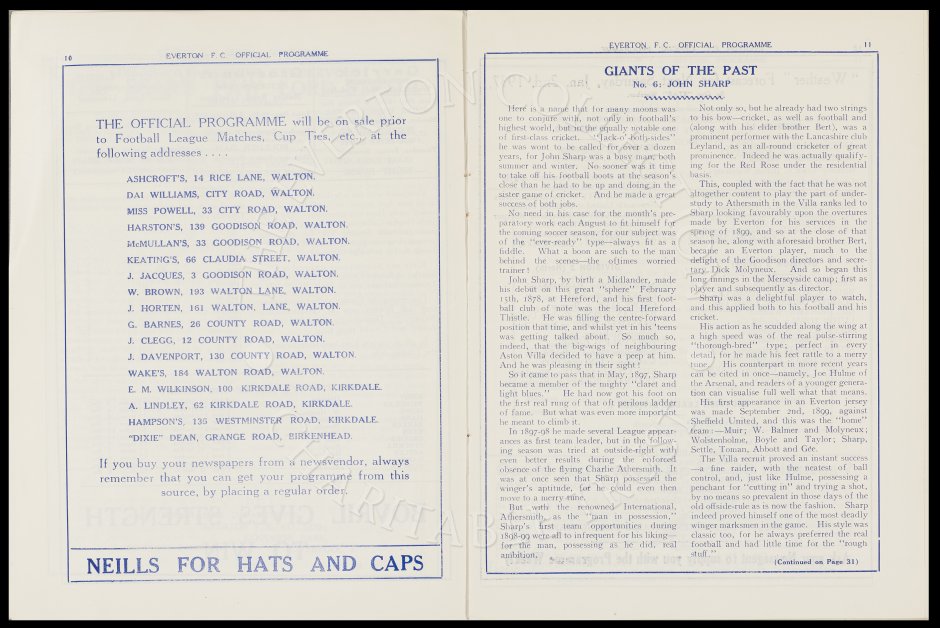 10
EVERTON F.C. OFFICIAL PROGRAMME
THE OFFICIAL PROGRAMME will be on sale prior
to Football League Matches, Cup Ties, etc., at the
following addresses . . . .
ASHCROFT'S, 14 RICE LANE, WALTON.
DAI WILLIAMS, CITY ROAD, WALTON.
MISS POWELL, 33 CITY ROAD, WALTON.
HARSTON'S, 139 GOODISON ROAD, WALTON.
McMULLAN'S, 33 GOODISON ROAD, WALTON.
KEATING'S, 66 CLAUDIA STREET, WALTON.
J. JACQUES, 3 GOODISON ROAD, WALTON.
W. BROWN, 193 WALTON LANE, WALTON.
J. HORTEN, 161 WALTON, LANE, WALTON.
G. BARNES, 26 COUNTY ROAD, WALTON.
J. CLEGG, 12 COUNTY ROAD, WALTON.
J. DAVENPORT, 130 COUNTY ROAD, WALTON.
WAKE'S, 184 WALTON ROAD, WALTON.
E. M. WILKINSON, 100 KIRKDALE ROAD, KIRKDALE.
A. LINDLEY, 62 KIRKDALE ROAD, KIRKDALE.
HAMPSON'S, 135 WESTMINSTER ROAD, KIRKDALE.
"DIXIE" DEAN, GRANGE ROAD, BIRKENHEAD.
If you buy your newspapers from a newsvendor, always
remember that you can get your programme from this
source, by placing a regular order.
NEILLS FOR HATS AND CAPS
EVERTON F.C. OFFICIAL PROGRAMME
11
GIANTS OF THE PAST
No. 6: JOHN SHARP
Here is a name that for many moons was
one to conjure with, not only in football's
highest world, but in the equally notable one
of first-class cricket. "Jack-o'-both-sides"
he was wont to be called for over a dozen
years, for John Sharp was a busy man, both
summer and winter. No sooner was it time
to take off his football boots at the season's
close than he had to be up and doing in the
sister game of cricket. And he made a great
success of both jobs.
No need in his case for the month's pre-
paratory work each August to fit himself for
the coming soccer season, for our subject was
of the "ever-ready" type—always fit as a
fiddle. What a boon are such to the man
behind the scenes—the ofttimes worried
trainer!
John Sharp, by birth a Midlander, made
his debut on this great "sphere" February
15th, 1878, at Hereford, and his first foot-
ball club of note was the local Hereford
Thistle. He was filling the centre-forward
position that time, and whilst yet in his 'teens
was getting talked about. So much so,
indeed, that the big-wigs of neighbouring
Aston Villa decided to have a peep at him.
And he was pleasing in their sight!
So it came to pass that in May, 1897, Sharp
became a member of the mighty "claret and
light blues." He had now got his foot on
the first real rung of that oft perilous ladder
of fame. But what was even more important
he meant to climb it.
In 1897-98 he made several League appear-
ances as first team leader, but in the follow-
ing season was tried at outside-right with
even better results during the enforced
absence of the flying Charlie Athersmith. It
was at once seen that Sharp possessed the
winger's aptitude, for he could even then
move to a merry tune.
But with the renowned International,
Athersmith, as the "man in possession,"
Sharp's first team opportunities during
1898-99 were all to infrequent for his liking—
for the man, possessing as he did, real
ambition.
Not only so, but he already had two strings
to his bow—cricket, as well as football and
(along with his elder brother Bert), was a
prominent performer with the Lancashire club
Leyland, as an all-round cricketer of great
prominence. Indeed he was actually qualify-
ing for the Red Rose under the residential
basis.
This, coupled with the fact that he was not
altogether content to play the part of under-
study to Athersmith in the Villa ranks led to
Sharp looking favourably upon the overtures
made by Everton for his services in the
spring of 1899, and so at the close of that
season he, along with aforesaid brother Bert,
became an Everton player, much to the
delight of the Goodison directors and secre-
tary Dick Molyneux. And so began this
long innings in the Merseyside camp; first as
player and subsequently as director.
Sharp was a delightful player to watch,
and this applied both to his football and his
cricket.
His action as he scudded along the wing at
a high speed was of the real pulse-stirring
"thorough-bred" type; perfect in every
detail, for he made his feet rattle to a merry
tune. His counterpart in more recent years
can be cited in once—namely, Joe Hulme of
the Arsenal, and readers of a younger genera-
tion can visualise full well what that means.
His first appearance in an Everton jersey
was made September 2nd, 1899, against
Sheffield United, and this was the "home"
team:—Muir; W. Balmer and Molyneux;
Wolstenholme, Boyle and Taylor; Sharp,
Settle, Toman, Abbott and Gee.
The Villa recruit proved an instant success
—a fine raider, with the neatest of ball
control, and, just like Hulme, possessing a
penchant for "cutting in" and trying a shot,
by no means so prevalent in those days of the
old offside-rule as is now the fashion. Sharp
indeed proved himself one of the most deadly
winger marksmen in the game. His style was
classic too, for he always preferred the real
football and had little time for the "rough
stuff."
(Continued on Page 31)